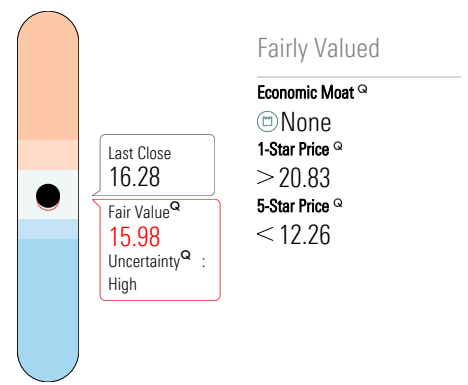 Fairly Valued
Economic Moat Q
None
1-Star Price Q
> 20.83
5-Star Price Q
< 12.26
Last Close
16.28
Fair Value Q
15.98
Uncertainty Q :
High